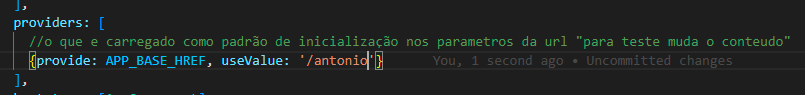 ],
providers: [
//o que e carregado como padrão de inicialização nos parametros da url "para teste muda o conteudo"
{provide: APP_BASE_HREF, useValue: '/antonio'} You, 1 second ago • Uncommitted changes
],